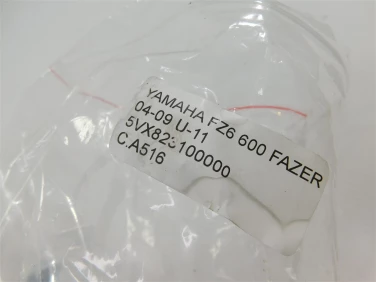 YAMAHA FZ6 600 FAZER
04-09 U-11
5VX823100000
C.A516